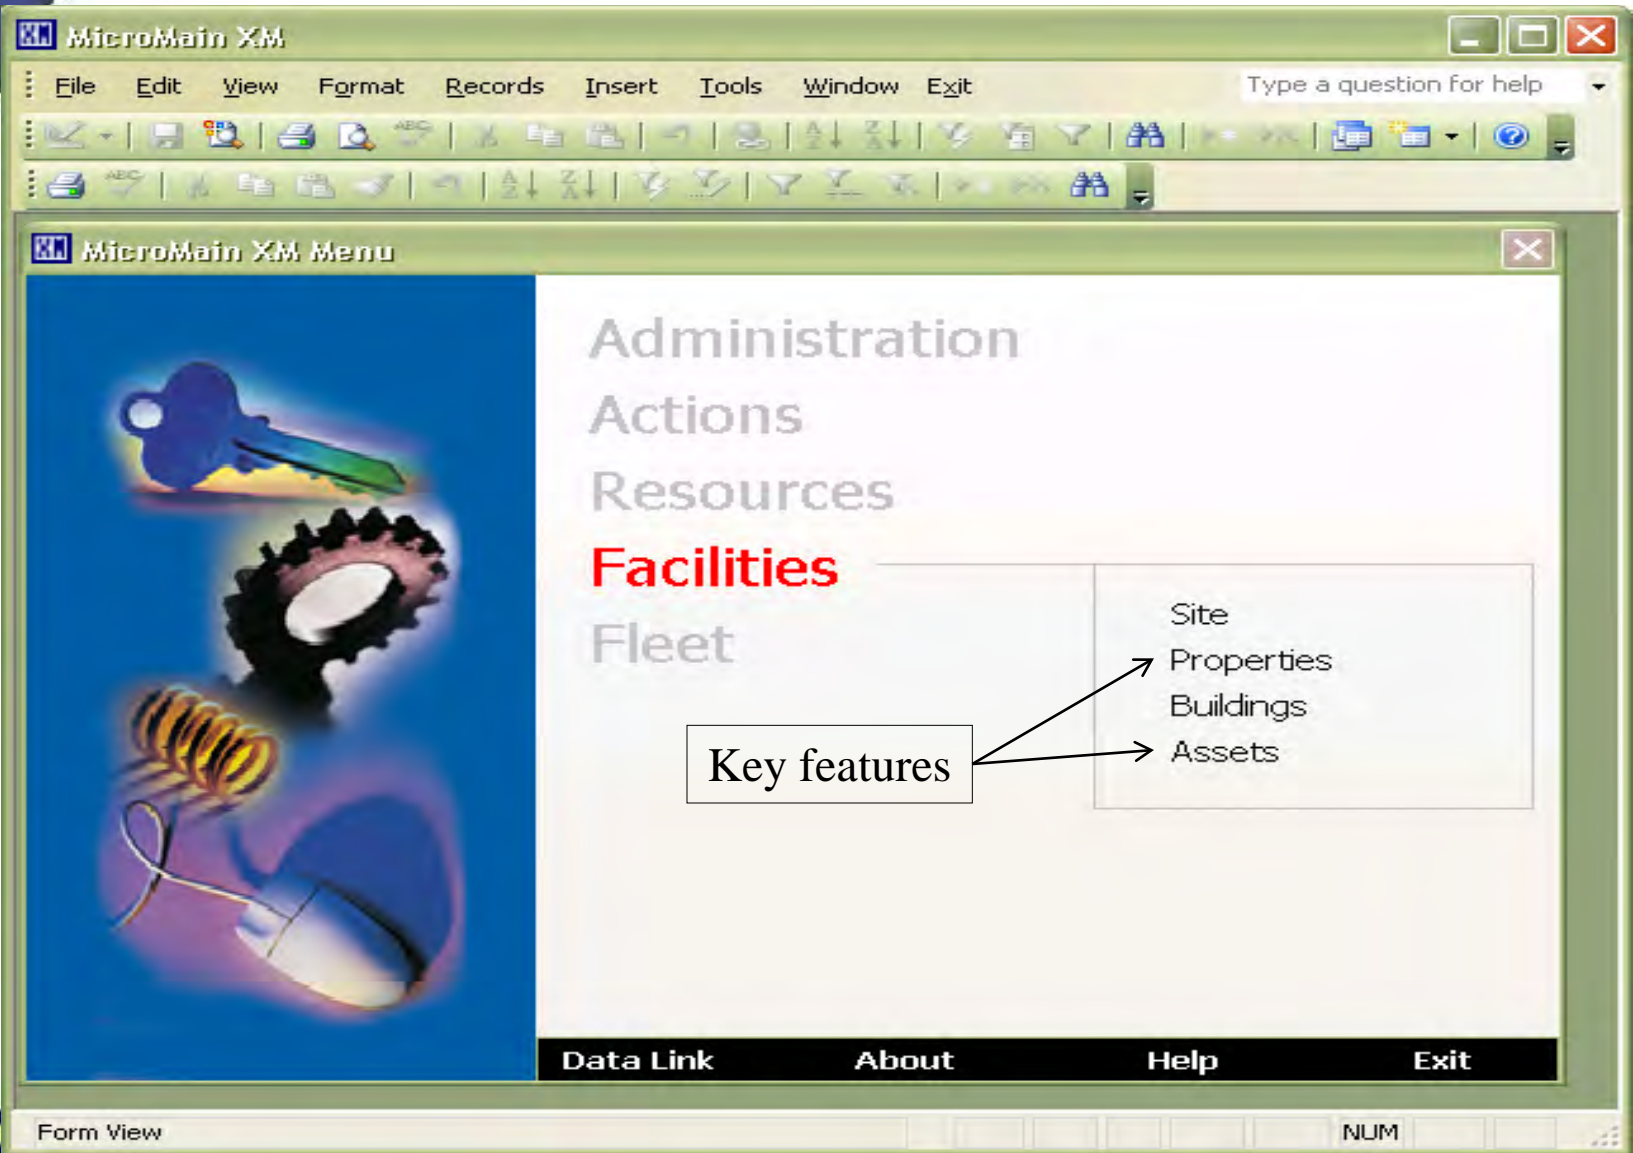 MicroMain XM
File Edit View Format Records Insert Tools Window Exit Type a question for help
MicroMain XM Menu
Administration
Actions
Resources
Facilities
Fleet
Site
Properties
Buildings
Assets
Key features
Data Link About Help Exit
Form View NUM